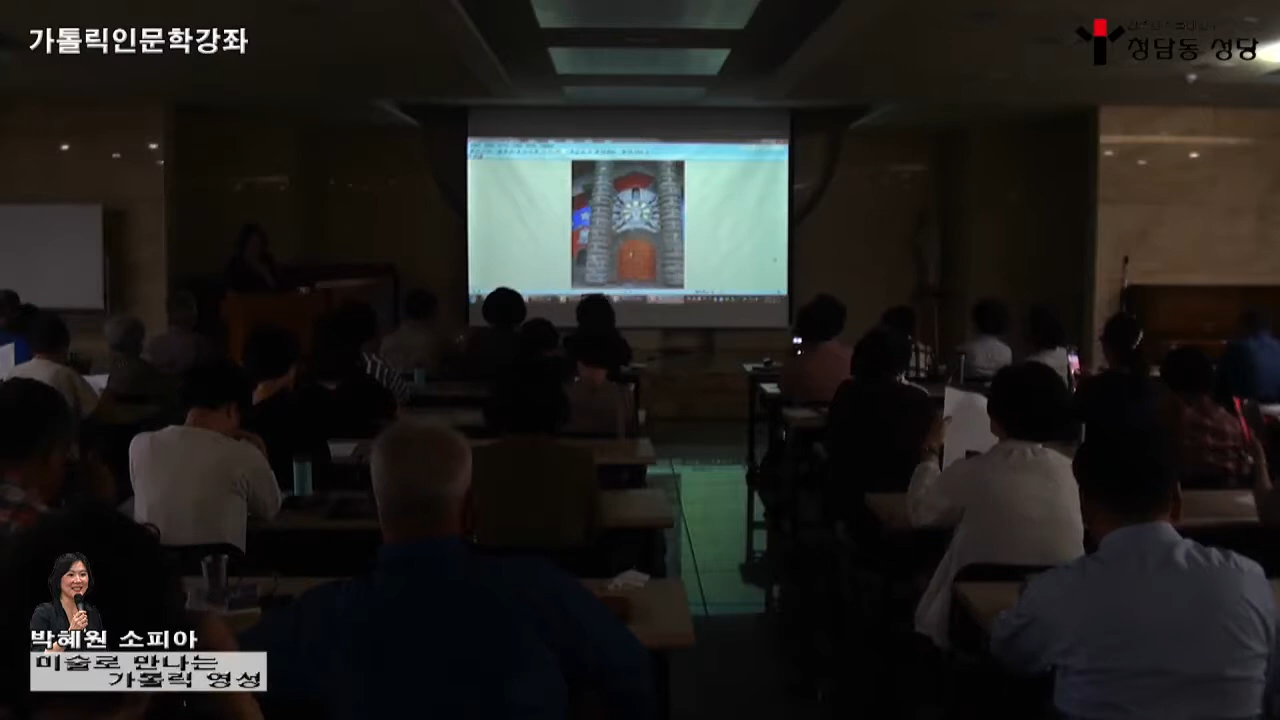 가톨릭인문학강좌
청담동 성당
박혜원 소피아
미술로 만나는
가톨릭 영성